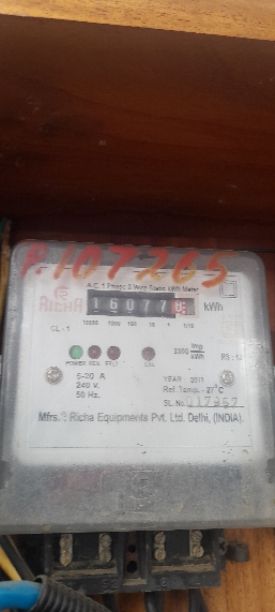 P.107265
A.C. 1 Phase 2 Wire Static kWh Meter
RICHA
16077
kWh
10000 1000 100 10 1 1/10
CL.-1
POWER REV. E/L CAL
3200 imp/kWh
5-20 A
240 V.
50 Hz.
YEAR 2011
Ref. Temp.-27°C
SL.No.
Mfrs.: Richa Equipments Pvt. Ltd. Delhi, (INDIA)